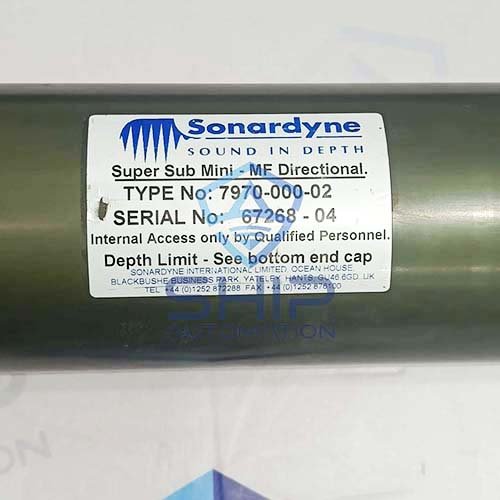 Sonardyne
SOUND IN DEPTH
Super Sub Mini - MF Directional.
TYPE No: 7970-000-02
SERIAL No: 67268 - 04
Internal Access only by Qualified Personnel.
Depth Limit - See bottom end cap
SONARDYNE INTERNATIONAL LIMITED, OCEAN HOUSE,
BLACKBUSHE BUSINESS PARK, YATELEY, HANTS, GU46 6GD. UK
TEL: +44 (0)1252 872288 FAX: +44 (0)1252 876100
SHIP
AUTOMATION